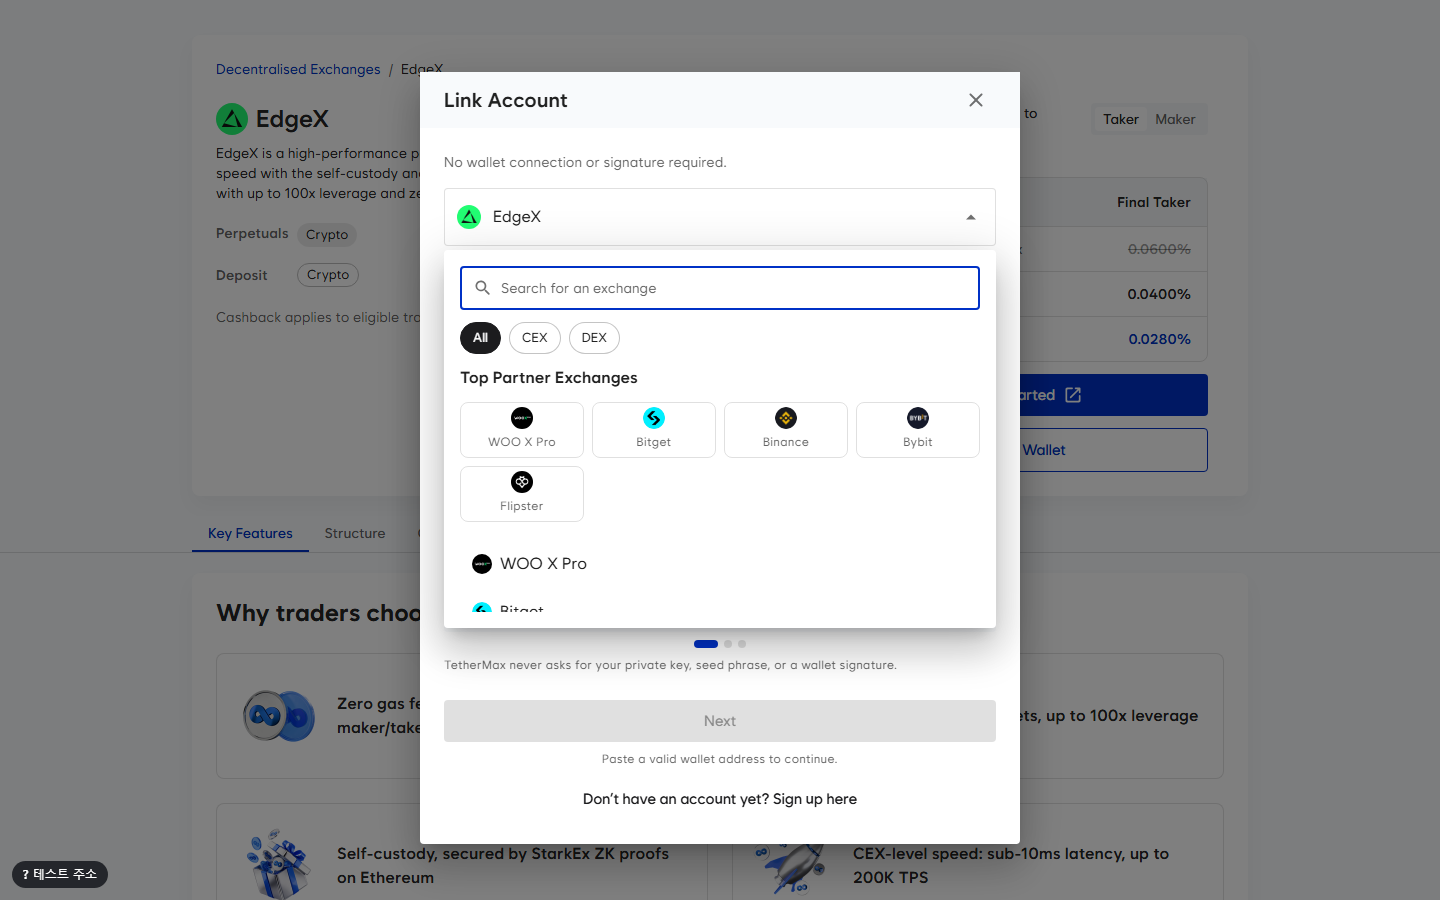 Decentralised Exchanges / EdgeX
EdgeX
EdgeX is a high-performance p
speed with the self-custody and
with up to 100x leverage and ze
Perpetuals Crypto
Deposit Crypto
Cashback applies to eligible tra
to
Taker Maker
Final Taker
0.0600%
0.0400%
0.0280%
arted
Wallet
Key Features Structure
Why traders choo
Zero gas fe
maker/take
ets, up to 100x leverage
Self-custody, secured by StarkEx ZK proofs
on Ethereum
CEX-level speed: sub-10ms latency, up to
200K TPS
Link Account
No wallet connection or signature required.
EdgeX
Search for an exchange
All CEX DEX
Top Partner Exchanges
WOO X Pro
Bitget
Binance
BYBIT
Bybit
Flipster
WOO X Pro
Bitget
TetherMax never asks for your private key, seed phrase, or a wallet signature.
Next
Paste a valid wallet address to continue.
Don't have an account yet? Sign up here
? 테스트 주소